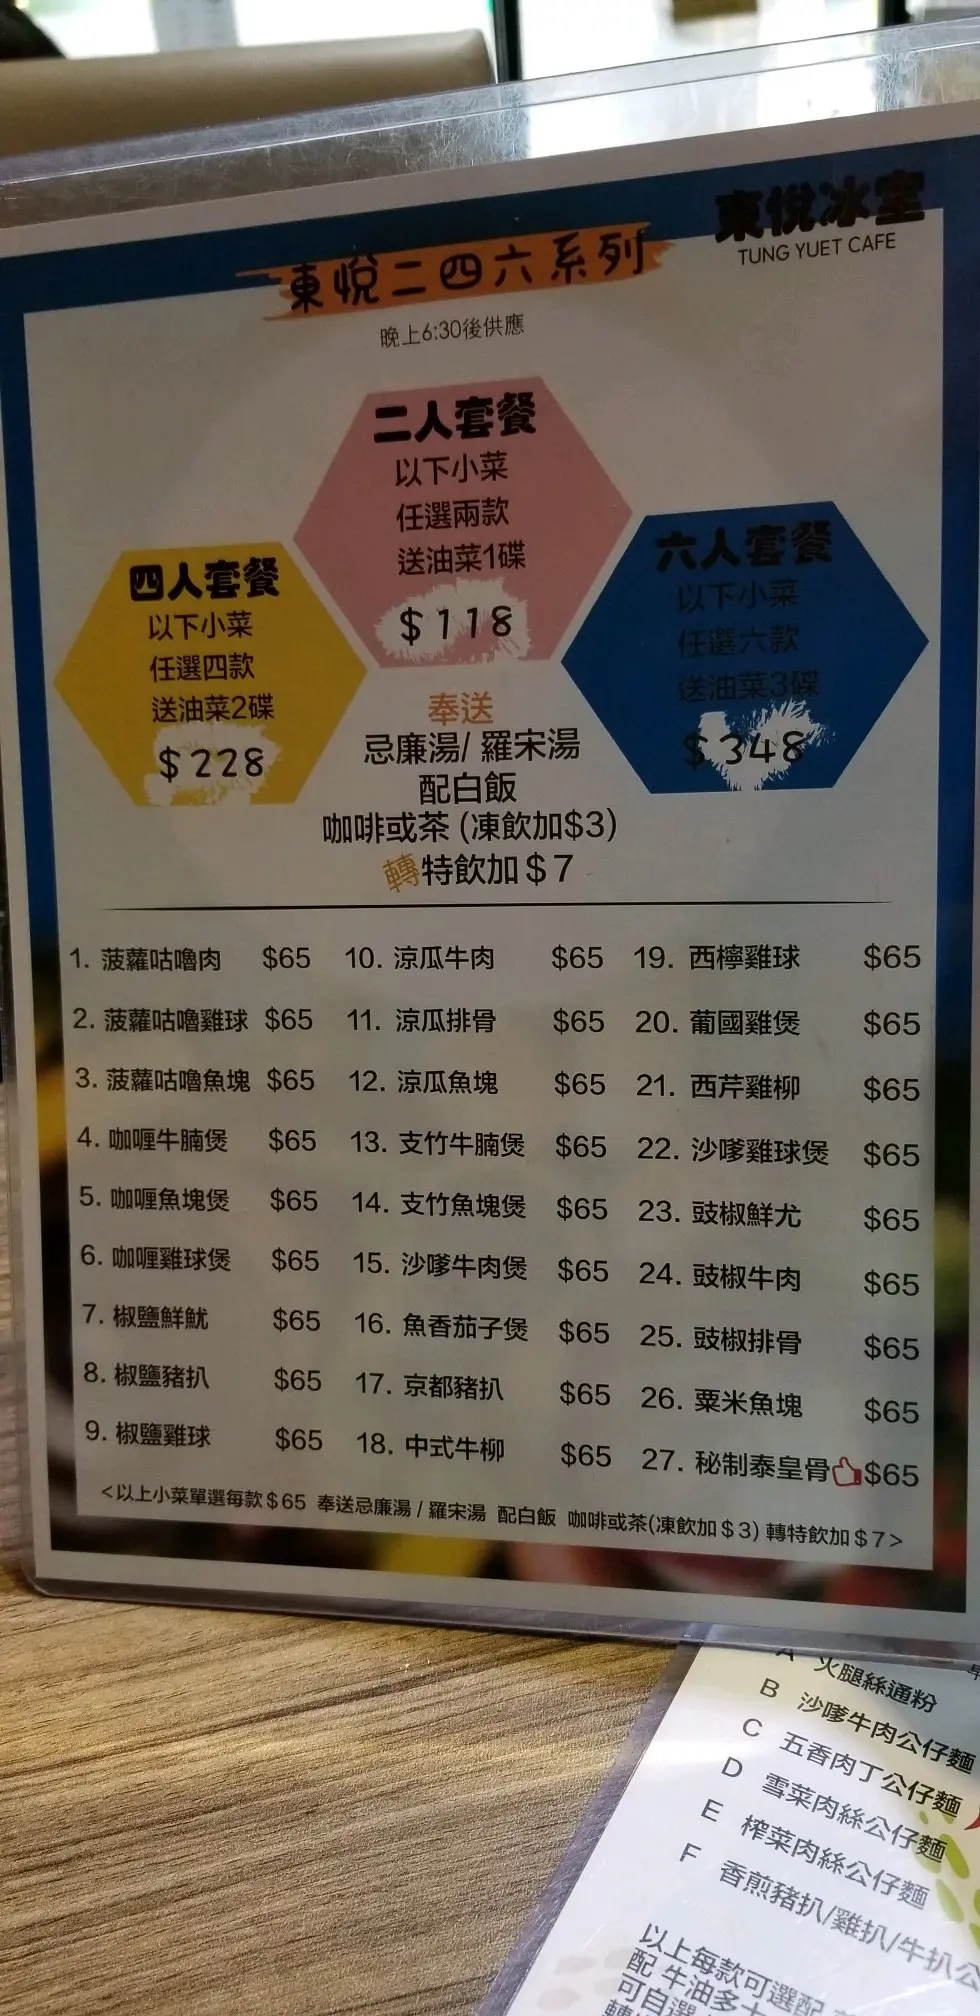 東悅冰室
TUNG YUET CAFE
東悅二四六系列
晚上6:30後供應
二人套餐
以下小菜
任選兩款
送油菜1碟
$118
四人套餐
以下小菜
任選四款
送油菜2碟
$228
六人套餐
以下小菜
任選六款
送油菜3碟
$348
奉送
忌廉湯/ 羅宋湯
配白飯
咖啡或茶 (凍飲加$3)
轉特飲加$7
1. 菠蘿咕嚕肉 $65
2. 菠蘿咕嚕雞球 $65
3. 菠蘿咕嚕魚塊 $65
4. 咖喱牛腩煲 $65
5. 咖喱魚塊煲 $65
6. 咖喱雞球煲 $65
7. 椒鹽鮮魷 $65
8. 椒鹽豬扒 $65
9. 椒鹽雞球 $65
10. 涼瓜牛肉 $65
11. 涼瓜排骨 $65
12. 涼瓜魚塊 $65
13. 支竹牛腩煲 $65
14. 支竹魚塊煲 $65
15. 沙嗲牛肉煲 $65
16. 魚香茄子煲 $65
17. 京都豬扒 $65
18. 中式牛柳 $65
19. 西檸雞球 $65
20. 葡國雞煲 $65
21. 西芹雞柳 $65
22. 沙嗲雞球煲 $65
23. 豉椒鮮尤 $65
24. 豉椒牛肉 $65
25. 豉椒排骨 $65
26. 粟米魚塊 $65
27. 秘制泰皇骨 $65
<以上小菜單選每款$65 奉送忌廉湯 / 羅宋湯 配白飯 咖啡或茶(凍飲加$3) 轉特飲加$7>
A 火腿絲通粉
B 沙嗲牛肉公仔麵
C 五香肉丁公仔麵
D 雪菜肉絲公仔麵
E 榨菜肉絲公仔麵
F 香煎豬扒/雞扒/牛扒公
以上每款可選配
配 牛油多士
可自選